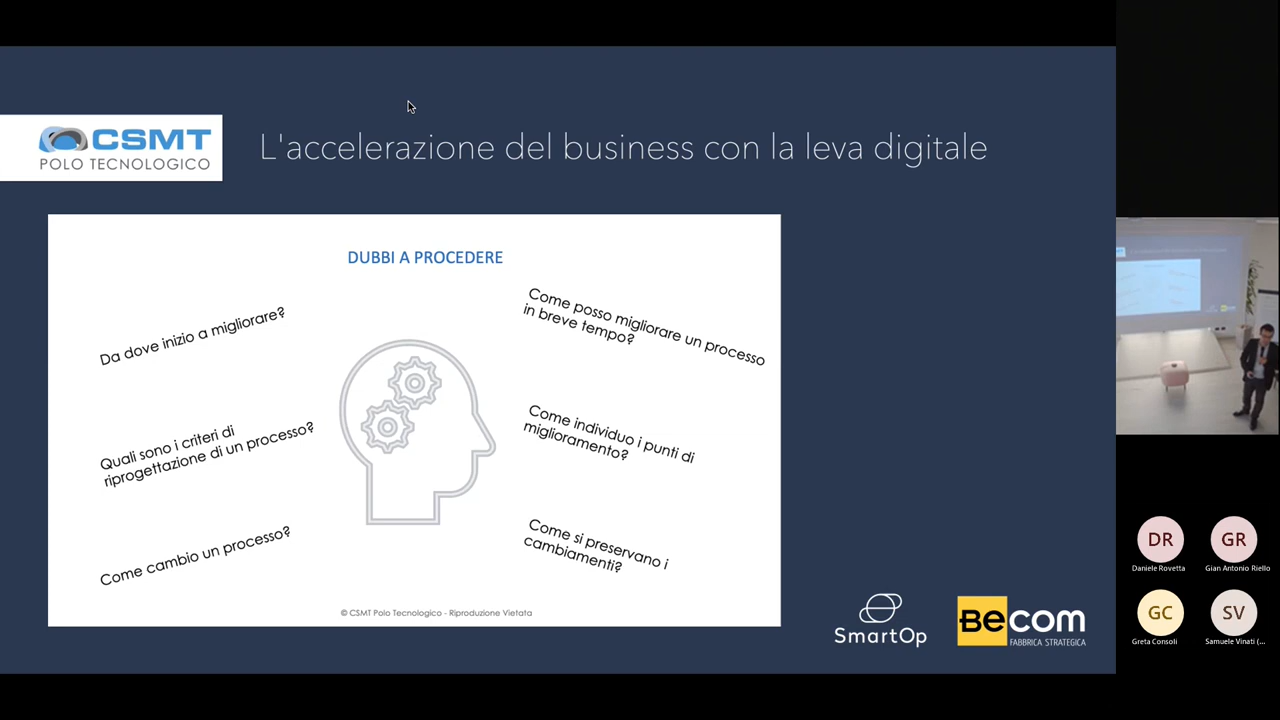 CSMT
POLO TECNOLOGICO
L'accelerazione del business con la leva digitale
DUBBI A PROCEDERE
Da dove inizio a migliorare?
Come posso migliorare un processo
in breve tempo?
Quali sono i criteri di
riprogettazione di un processo?
Come individuo i punti di
miglioramento?
Come cambio un processo?
Come si preservano i
cambiamenti?
© CSMT Polo Tecnologico - Riproduzione Vietata
SmartOp
Becom
FABBRICA STRATEGICA
DR
Daniele Rovetta
GR
Gian Antonio Riello
GC
Greta Consoli
SV
Samuele Vinati (...